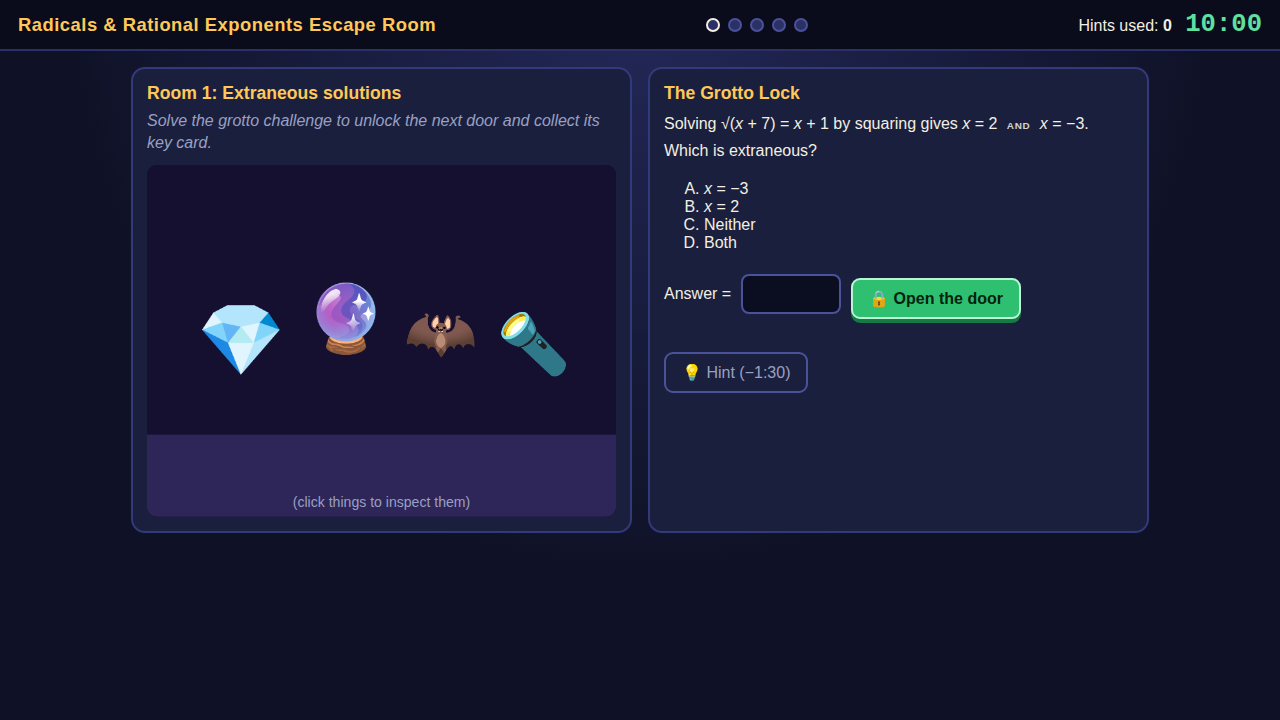 Radicals & Rational Exponents Escape Room
Hints used: 0 10:00
Room 1: Extraneous solutions
Solve the grotto challenge to unlock the next door and collect its
key card.
(click things to inspect them)
The Grotto Lock
Solving √(x + 7) = x + 1 by squaring gives x = 2 AND x = −3.
Which is extraneous?
A. x = −3
B. x = 2
C. Neither
D. Both
Answer =
🔒 Open the door
💡 Hint (−1:30)